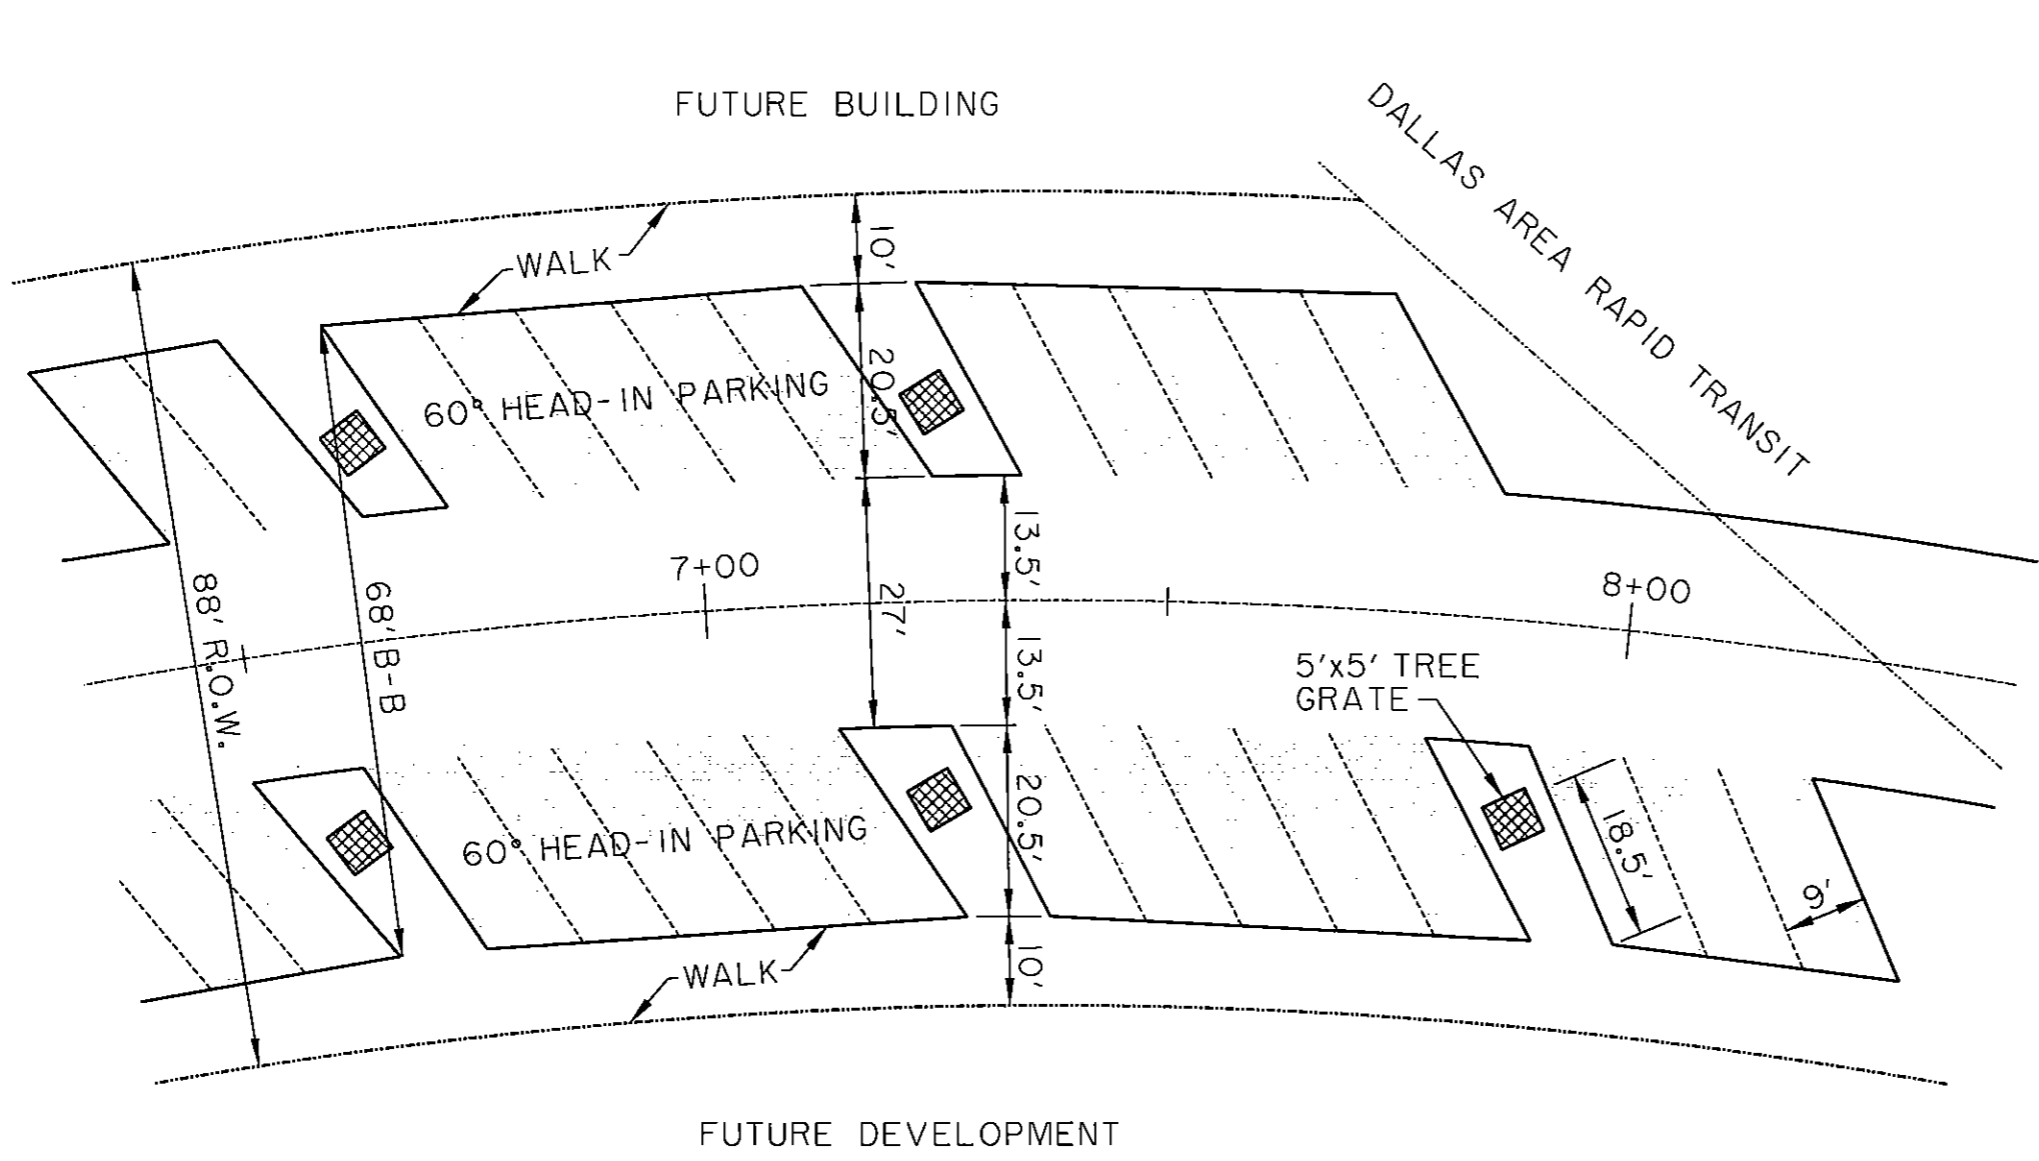 FUTURE BUILDING
DALLAS AREA RAPID TRANSIT
WALK
10'
20.5'
60° HEAD-IN PARKING
13.5'
7+00
8+00
88' R.O.W.
68' B-B
27'
13.5'
5'x5' TREE
GRATE
60° HEAD-IN PARKING
20.5'
18.5'
9'
WALK
10'
FUTURE DEVELOPMENT